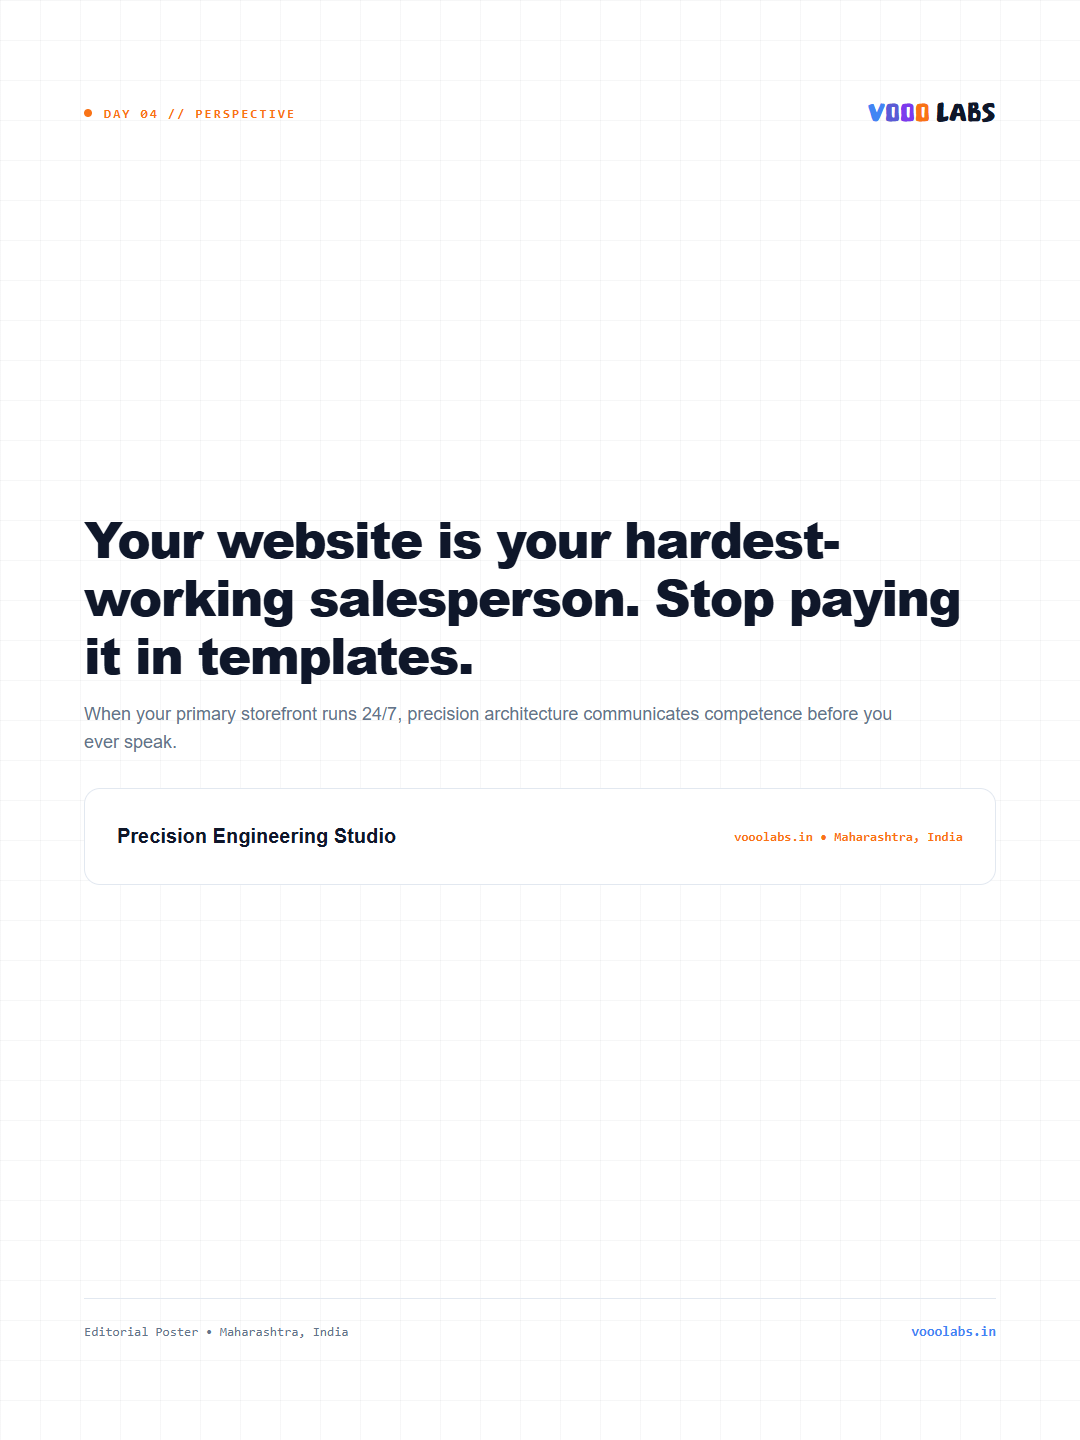 DAY 04 // PERSPECTIVE
VOOO LABS
Your website is your hardest-
working salesperson. Stop paying
it in templates.
When your primary storefront runs 24/7, precision architecture communicates competence before you
ever speak.
Precision Engineering Studio
vooolabs.in • Maharashtra, India
Editorial Poster • Maharashtra, India
vooolabs.in